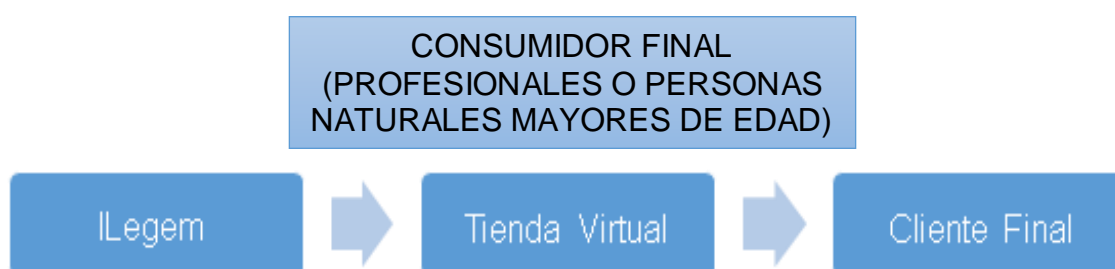 CONSUMIDOR FINAL
(PROFESIONALES O PERSONAS
NATURALES MAYORES DE EDAD)
ILegem
Tienda Virtual
Cliente Final